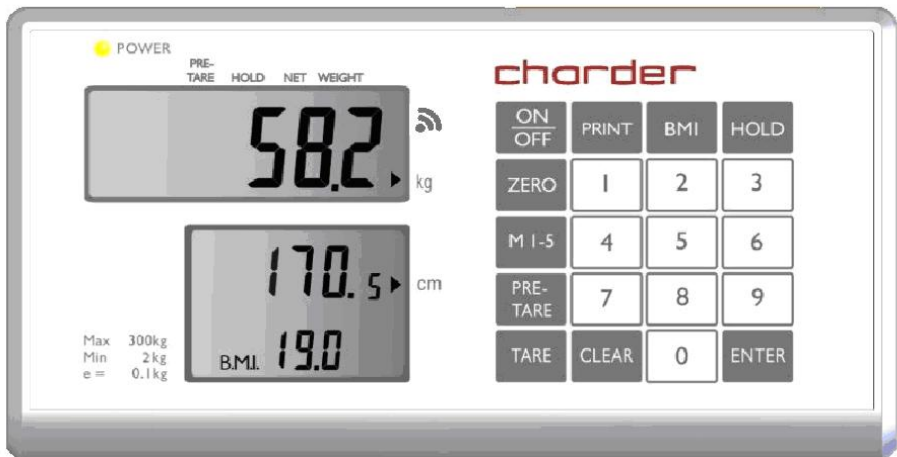 POWER
PRE-
TARE HOLD NET WEIGHT
58.2 kg
170.5 cm
B.M.I. 19.0
Max 300kg
Min 2kg
e = 0.1kg
charder
ON
OFF
PRINT BMI HOLD
ZERO 1 2 3
M 1-5 4 5 6
PRE-
TARE
7 8 9
TARE CLEAR 0 ENTER